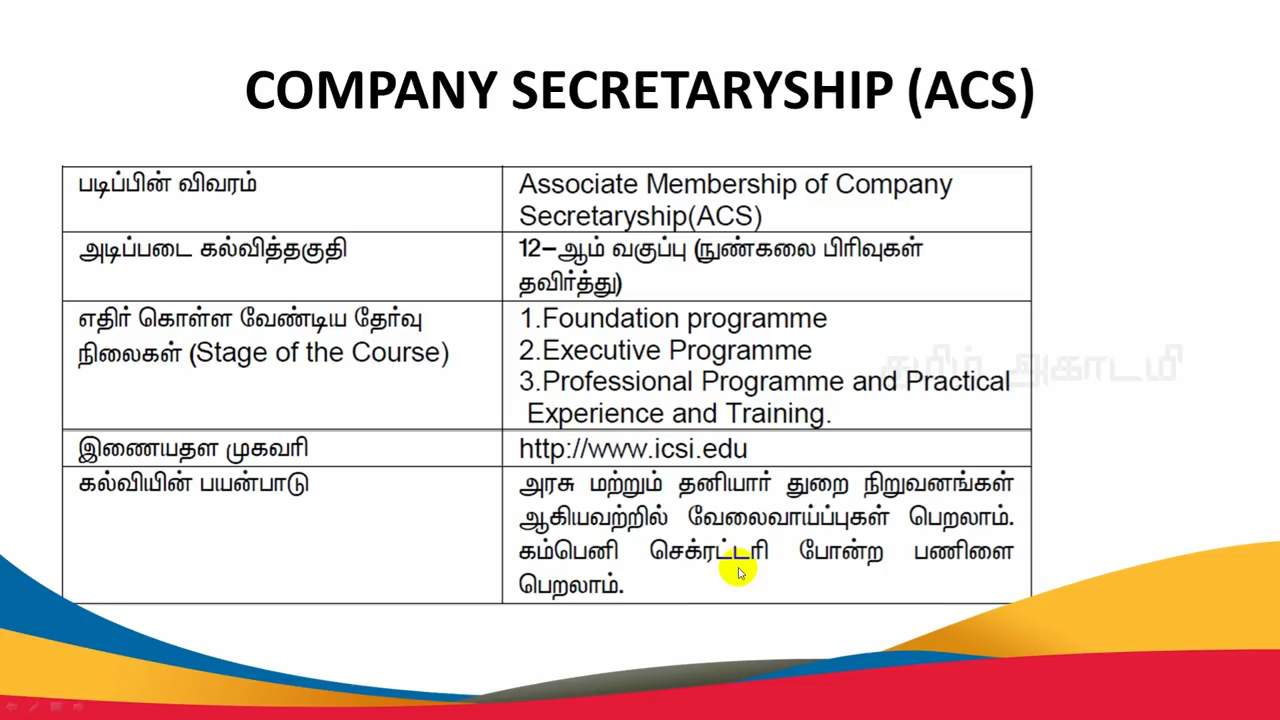 COMPANY SECRETARYSHIP (ACS)
படிப்பின் விவரம்
Associate Membership of Company
Secretaryship(ACS)
அடிப்படை கல்வித்தகுதி
12–ஆம் வகுப்பு (நுண்கலை பிரிவுகள்
தவிர்த்து)
எதிர் கொள்ள வேண்டிய தேர்வு
நிலைகள் (Stage of the Course)
1.Foundation programme
2.Executive Programme
3.Professional Programme and Practical
Experience and Training.
தமிழ் அகாடமி
இணையதள முகவரி
http://www.icsi.edu
கல்வியின் பயன்பாடு
அரசு மற்றும் தனியார் துறை நிறுவனங்கள்
ஆகியவற்றில் வேலைவாய்ப்புகள் பெறலாம்.
கம்பெனி செக்ரட்டரி போன்ற பணிளை
பெறலாம்.